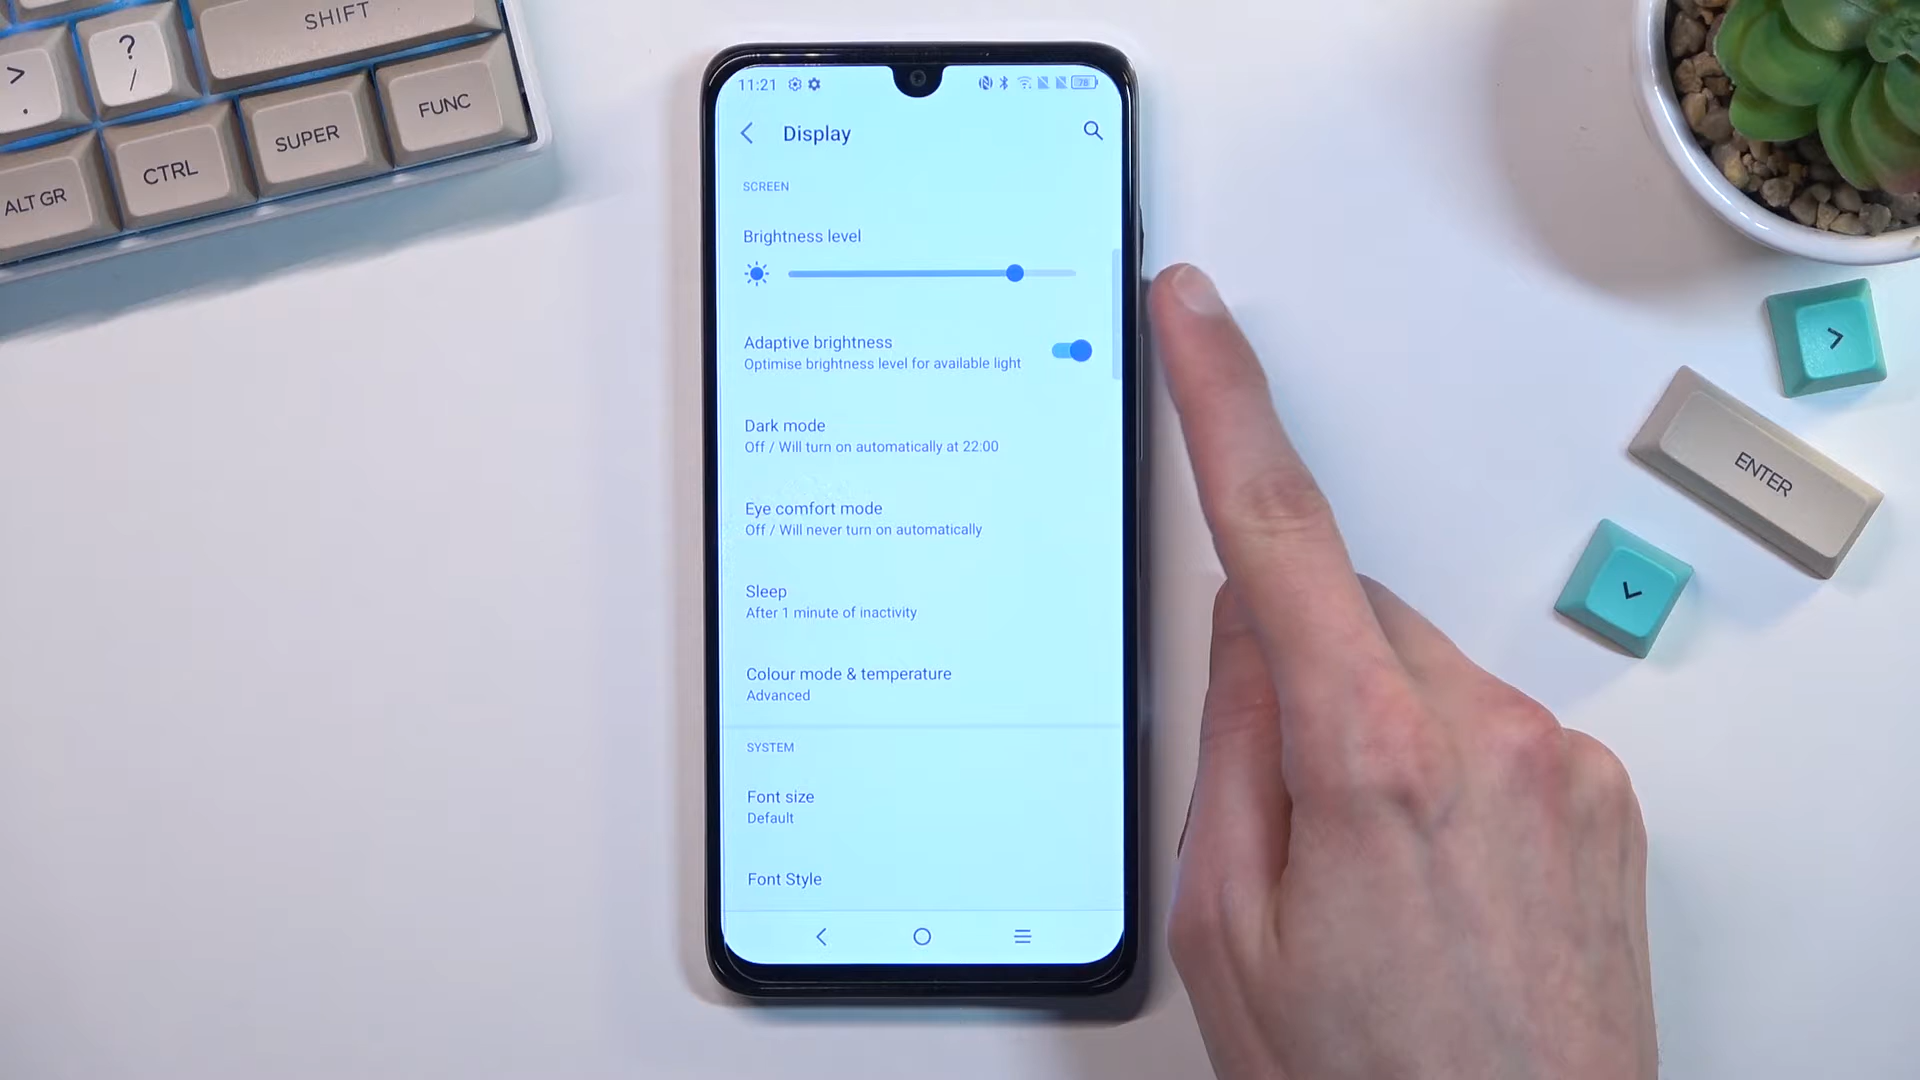 SHIFT
?
/
>
.
FUNC
SUPER
CTRL
ALT GR
11:21
78
Display
SCREEN
Brightness level
Adaptive brightness
Optimise brightness level for available light
Dark mode
Off / Will turn on automatically at 22:00
Eye comfort mode
Off / Will never turn on automatically
Sleep
After 1 minute of inactivity
Colour mode & temperature
Advanced
SYSTEM
Font size
Default
Font Style
ENTER